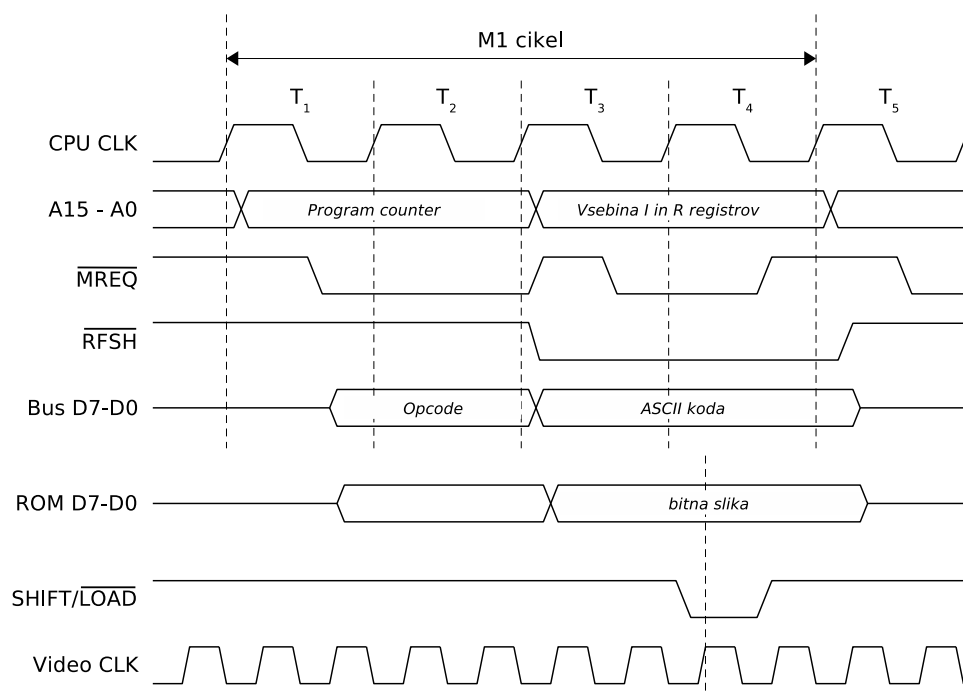 M1 cikel
T1 T2 T3 T4 T5
CPU CLK
A15 - A0 Program counter Vsebina I in R registrov
MREQ
RFSH
Bus D7-D0 Opcode ASCII koda
ROM D7-D0 bitna slika
SHIFT/LOAD
Video CLK